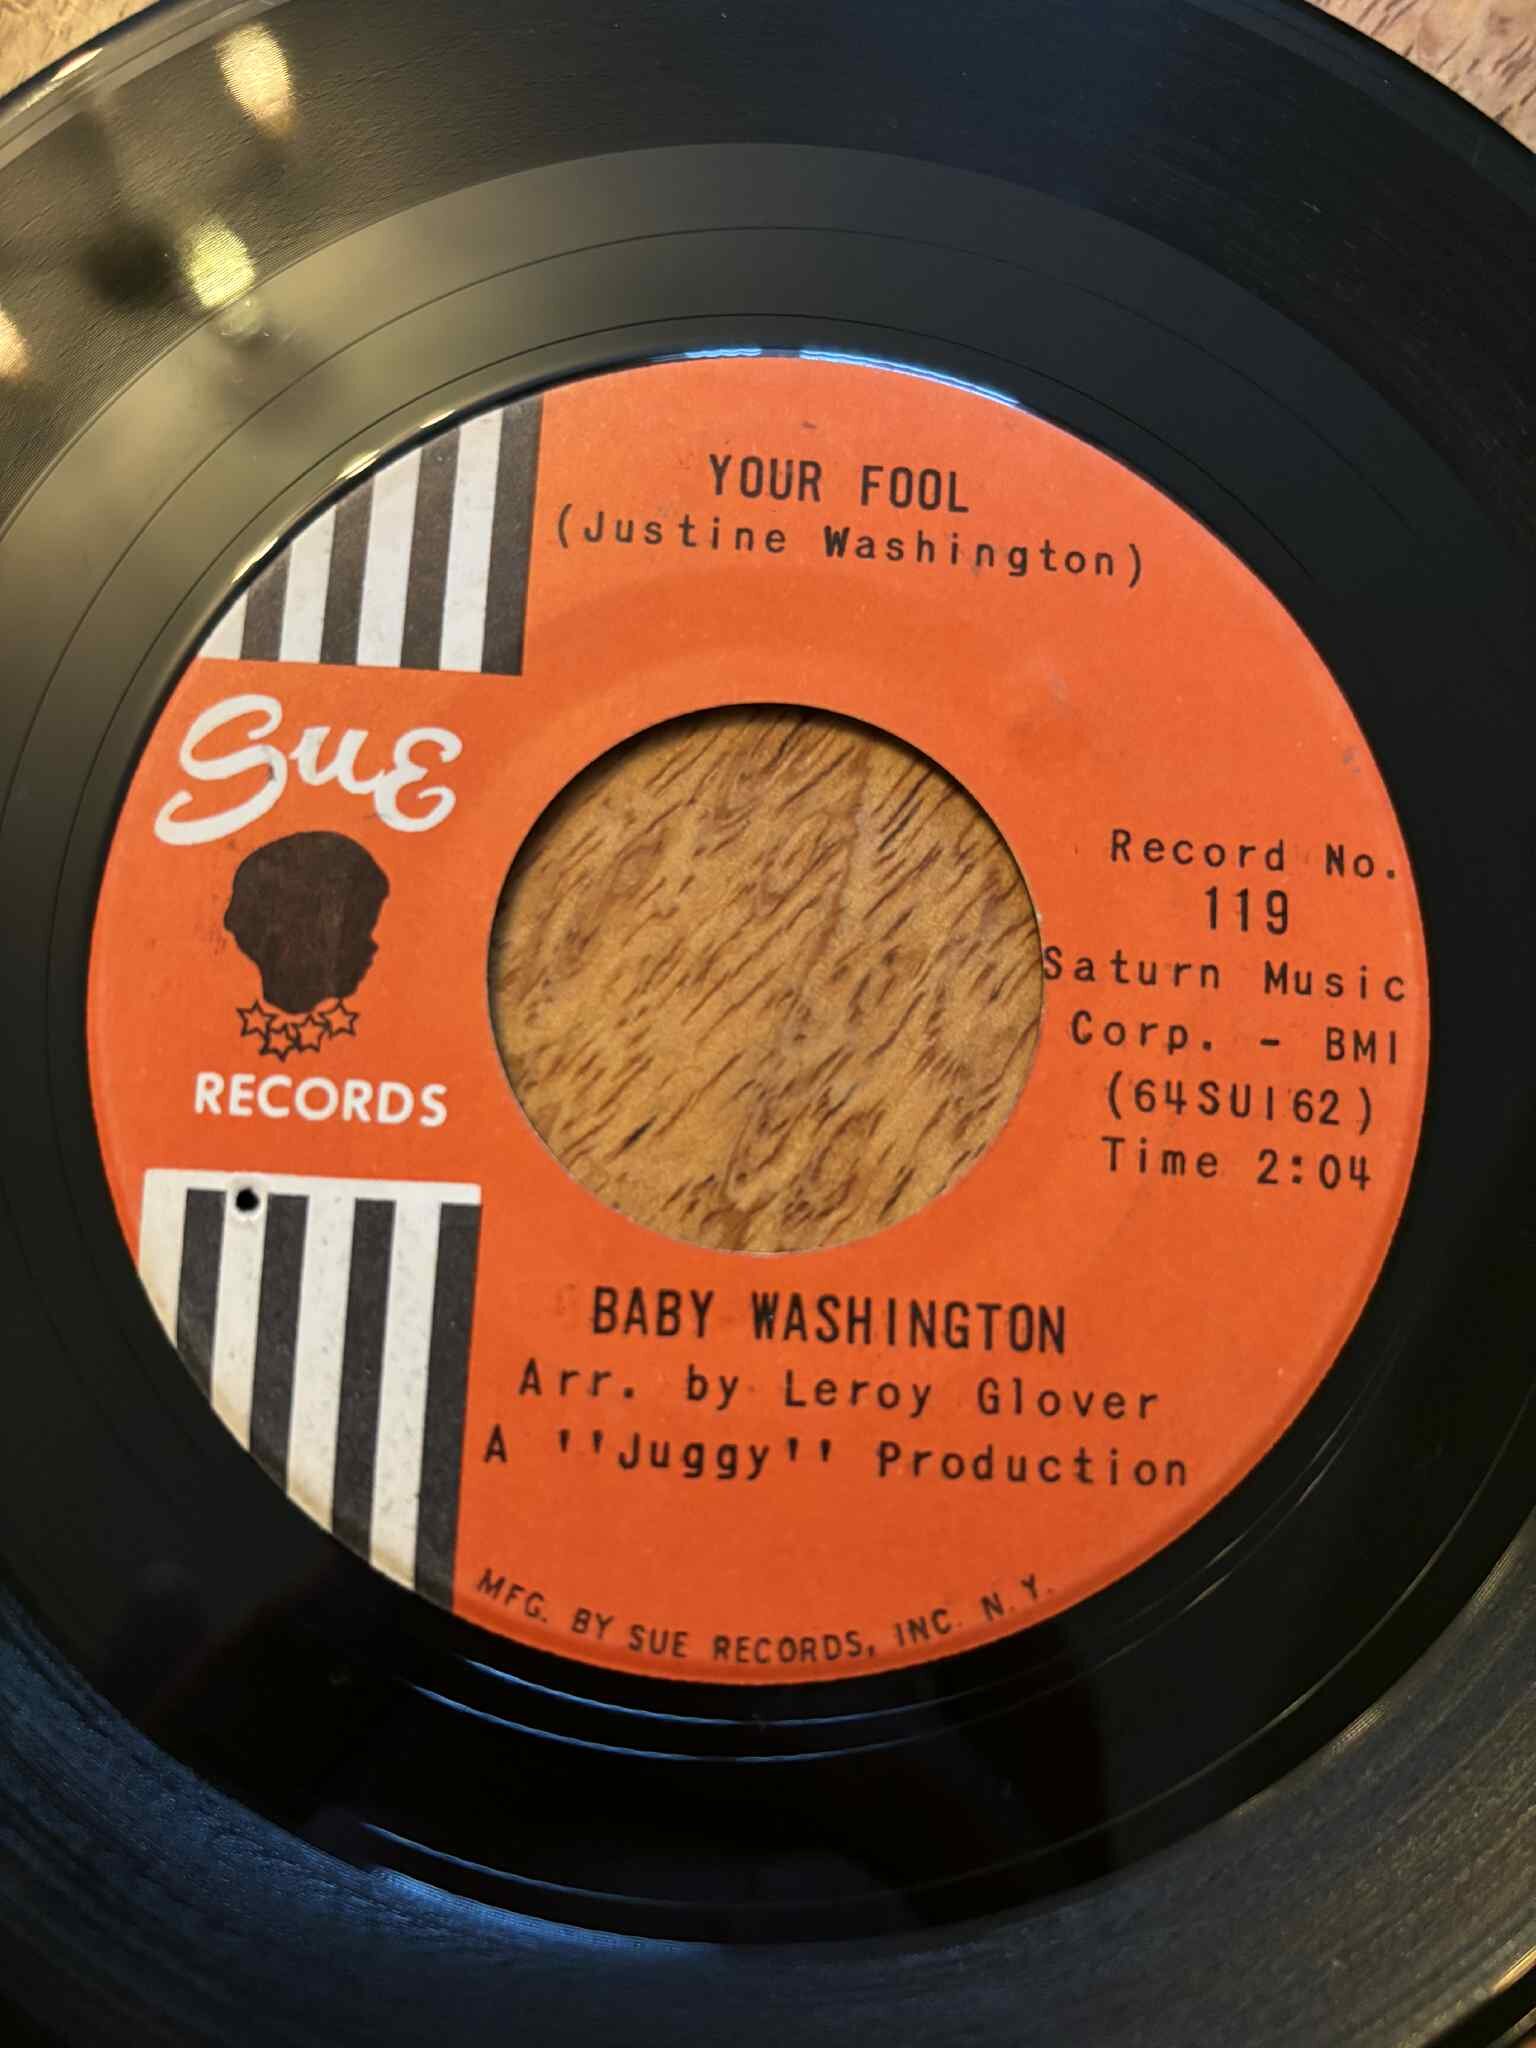 YOUR FOOL
(Justine Washington)
Sue
RECORDS
Record No.
119
Saturn Music
Corp. - BMI
(64SU162)
Time 2:04
BABY WASHINGTON
Arr. by Leroy Glover
A "Juggy" Production
MFG. BY SUE RECORDS, INC. N. Y.